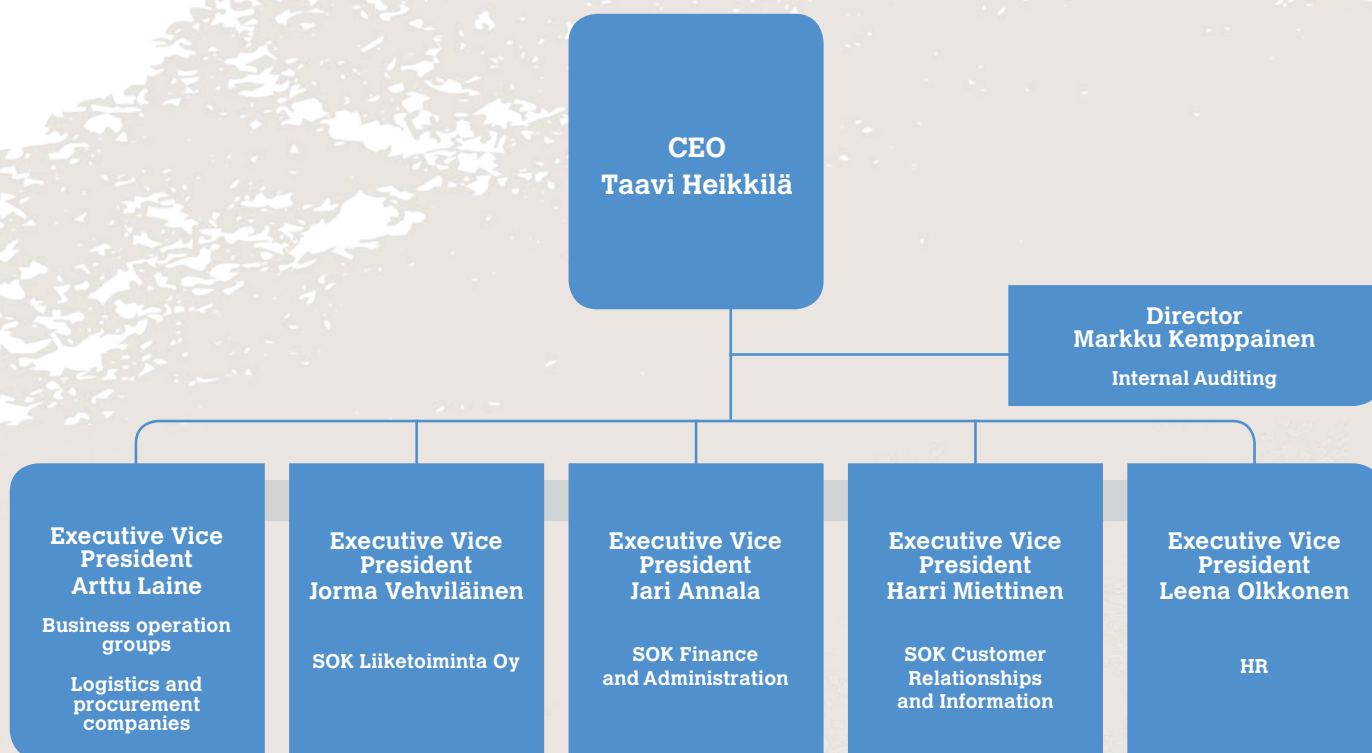 CEO
Taavi Heikkilä
Director
Markku Kemppainen
Internal Auditing
Executive Vice
President
Arttu Laine
Business operation
groups
Logistics and
procurement
companies
Executive Vice
President
Jorma Vehviläinen
SOK Liiketoiminta Oy
Executive Vice
President
Jari Annala
SOK Finance
and Administration
Executive Vice
President
Harri Miettinen
SOK Customer
Relationships
and Information
Executive Vice
President
Leena Olkkonen
HR